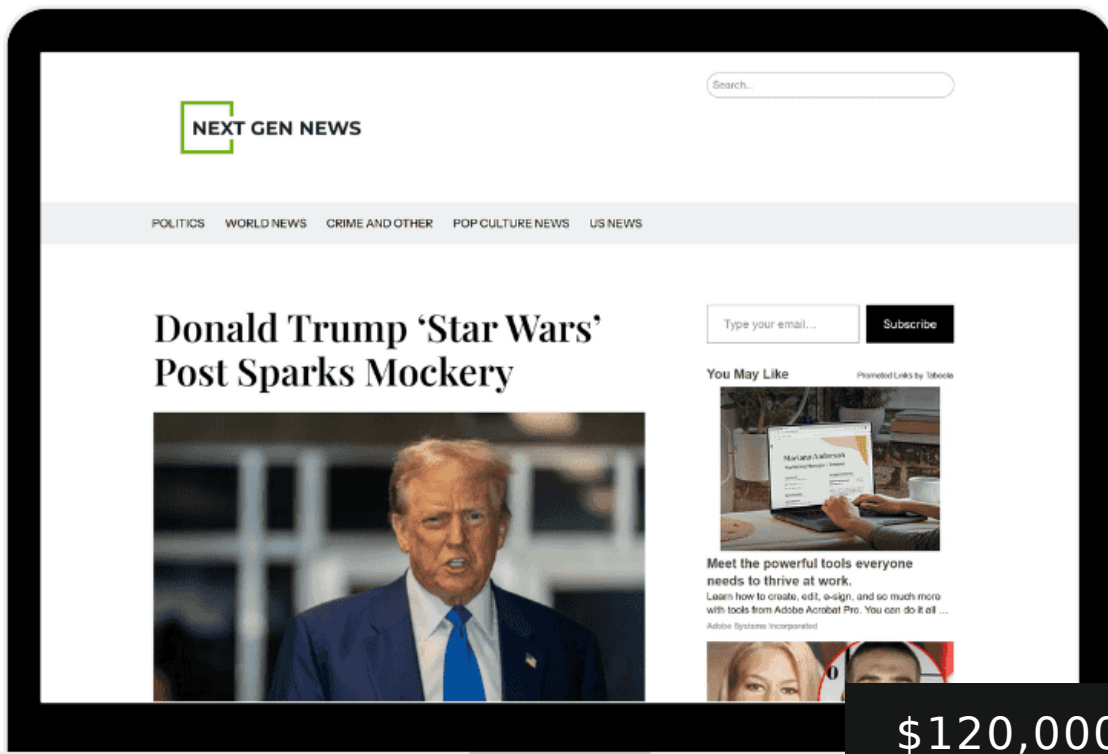 Search...
NEXT GEN NEWS
POLITICS WORLD NEWS CRIME AND OTHER POP CULTURE NEWS US NEWS
Donald Trump ‘Star Wars’
Post Sparks Mockery
Type your email... Subscribe
You May Like Promoted Links by Taboola
Mariana Anderson
Meet the powerful tools everyone
needs to thrive at work.
Learn how to create, edit, e-sign, and so much more
with tools from Adobe Acrobat Pro. You can do it all ...
Adobe Systems Incorporated
$120,000